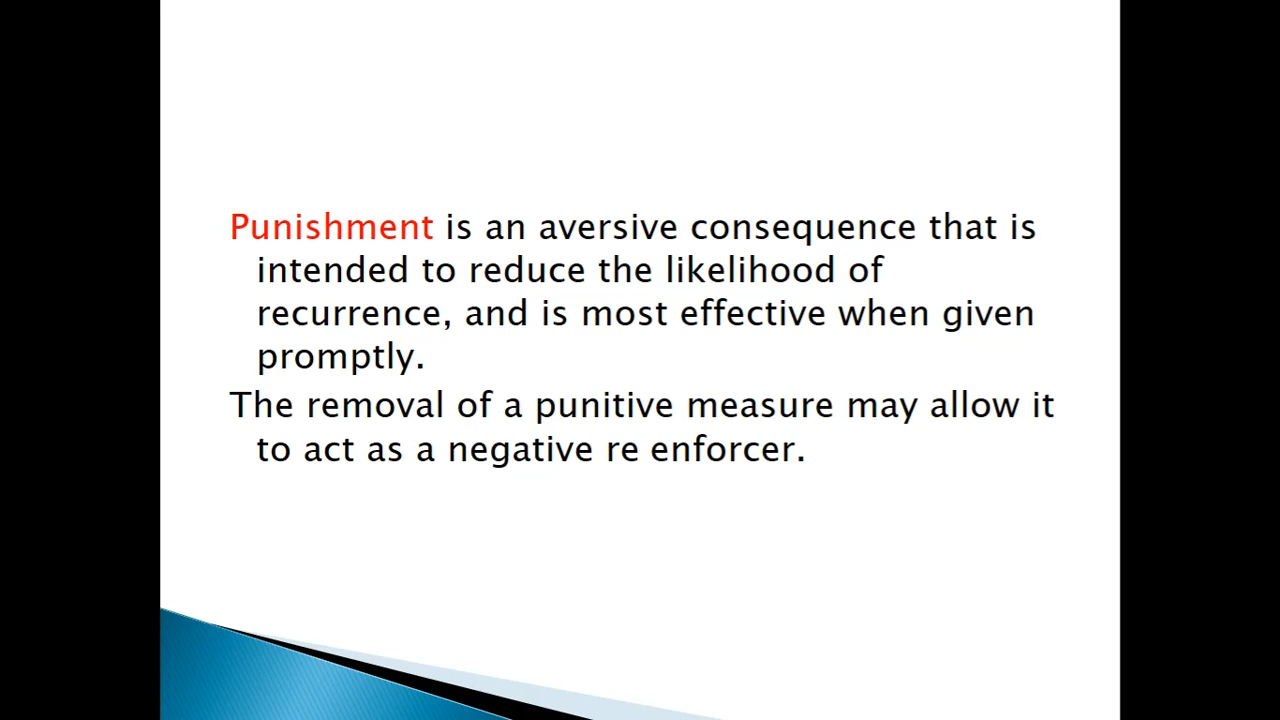 Punishment is an aversive consequence that is
intended to reduce the likelihood of
recurrence, and is most effective when given
promptly.
The removal of a punitive measure may allow it
to act as a negative re enforcer.